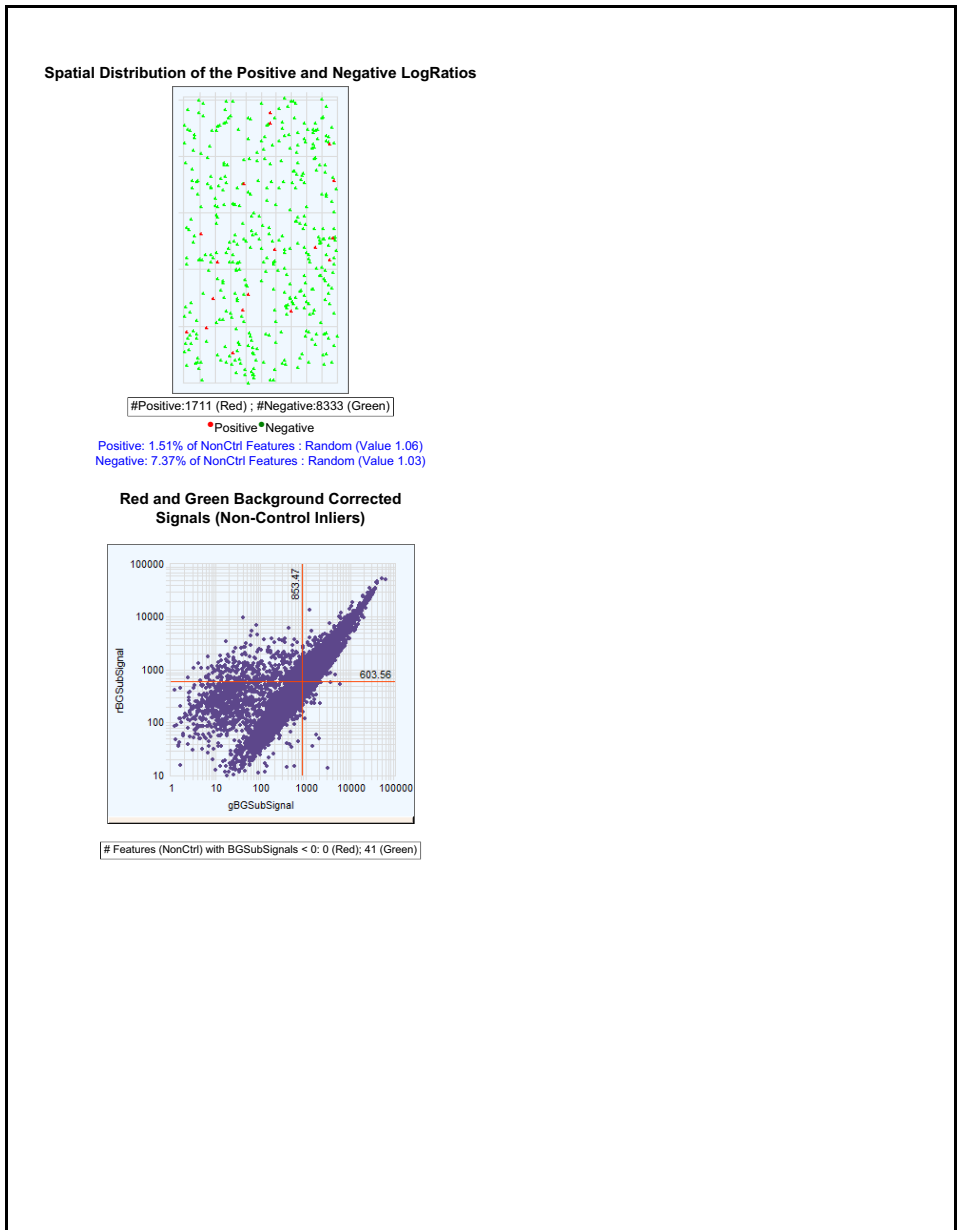 Spatial Distribution of the Positive and Negative LogRatios
#Positive:1711 (Red) ; #Negative:8333 (Green)
Positive Negative
Positive: 1.51% of NonCtrl Features : Random (Value 1.06)
Negative: 7.37% of NonCtrl Features : Random (Value 1.03)
Red and Green Background Corrected
Signals (Non-Control Inliers)
853.47
100000
10000
rBGSubSignal
1000
603.56
100
10
1 10 100 1000 10000 100000
gBGSubSignal
# Features (NonCtrl) with BGSubSignals < 0: 0 (Red); 41 (Green)